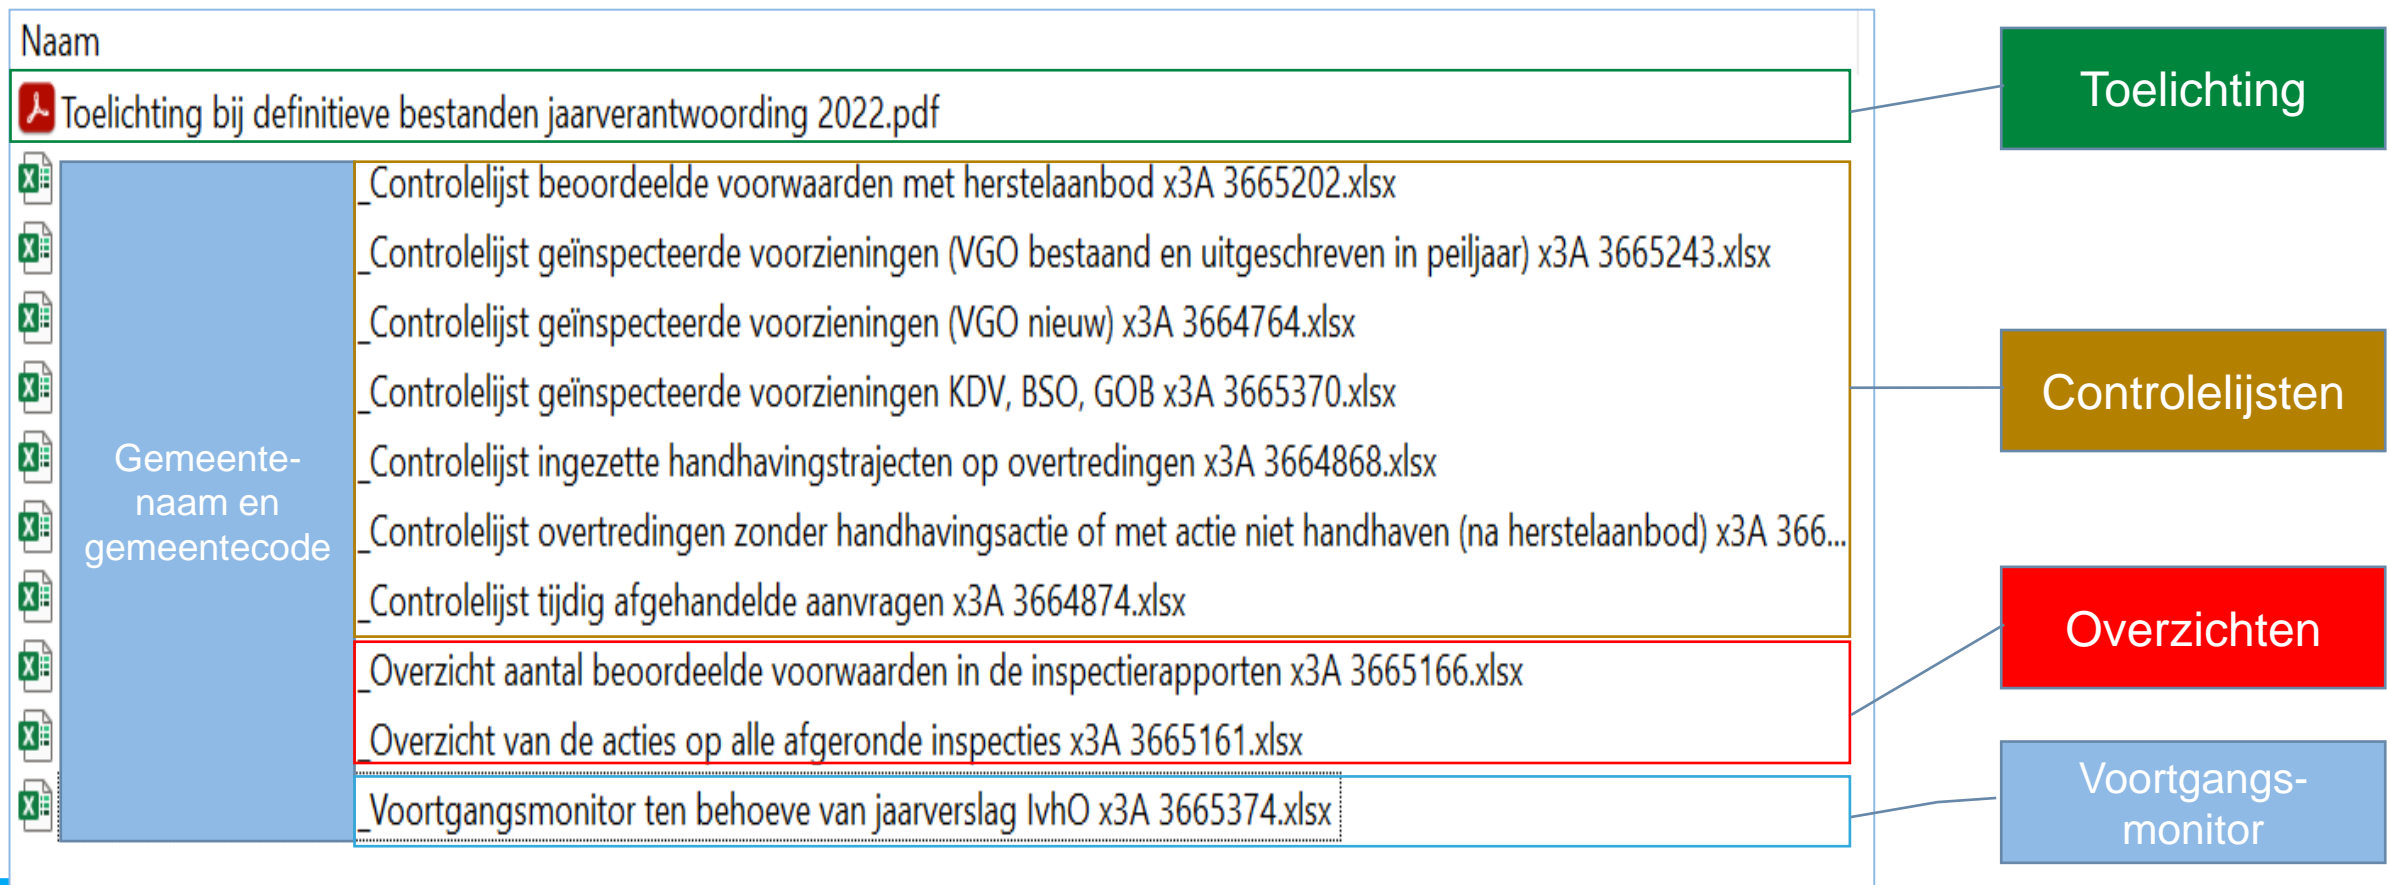 Naam
Toelichting bij definitieve bestanden jaarverantwoording 2022.pdf
_Controlelijst beoordeelde voorwaarden met herstelaanbod x3A 3665202.xlsx
_Controlelijst geïnspecteerde voorzieningen (VGO bestaand en uitgeschreven in peiljaar) x3A 3665243.xlsx
_Controlelijst geïnspecteerde voorzieningen (VGO nieuw) x3A 3664764.xlsx
_Controlelijst geïnspecteerde voorzieningen KDV, BSO, GOB x3A 3665370.xlsx
_Controlelijst ingezette handhavingstrajecten op overtredingen x3A 3664868.xlsx
_Controlelijst overtredingen zonder handhavingsactie of met actie niet handhaven (na herstelaanbod) x3A 366...
_Controlelijst tijdig afgehandelde aanvragen x3A 3664874.xlsx
_Overzicht aantal beoordeelde voorwaarden in de inspectierapporten x3A 3665166.xlsx
_Overzicht van de acties op alle afgeronde inspecties x3A 3665161.xlsx
_Voortgangsmonitor ten behoeve van jaarverslag IvhO x3A 3665374.xlsx
Gemeente-
naam en
gemeentecode
Toelichting
Controlelijsten
Overzichten
Voortgangs-
monitor